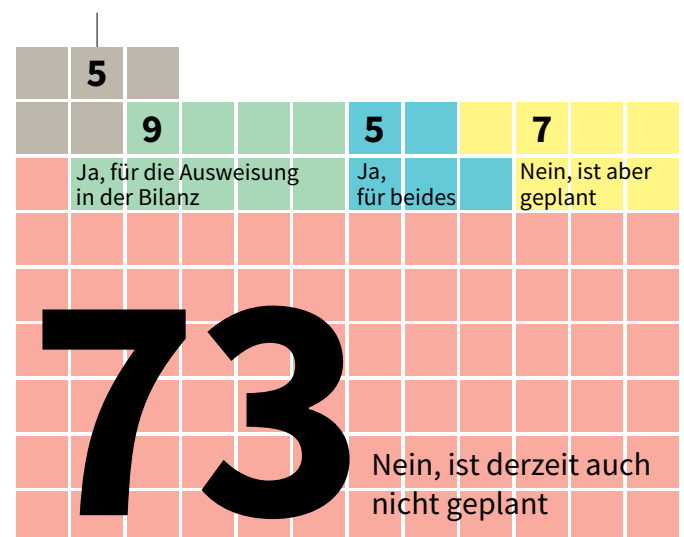 5
9
5
7
Ja, für die Ausweisung
in der Bilanz
Ja,
für beides
Nein, ist aber
geplant
73
Nein, ist derzeit auch
nicht geplant